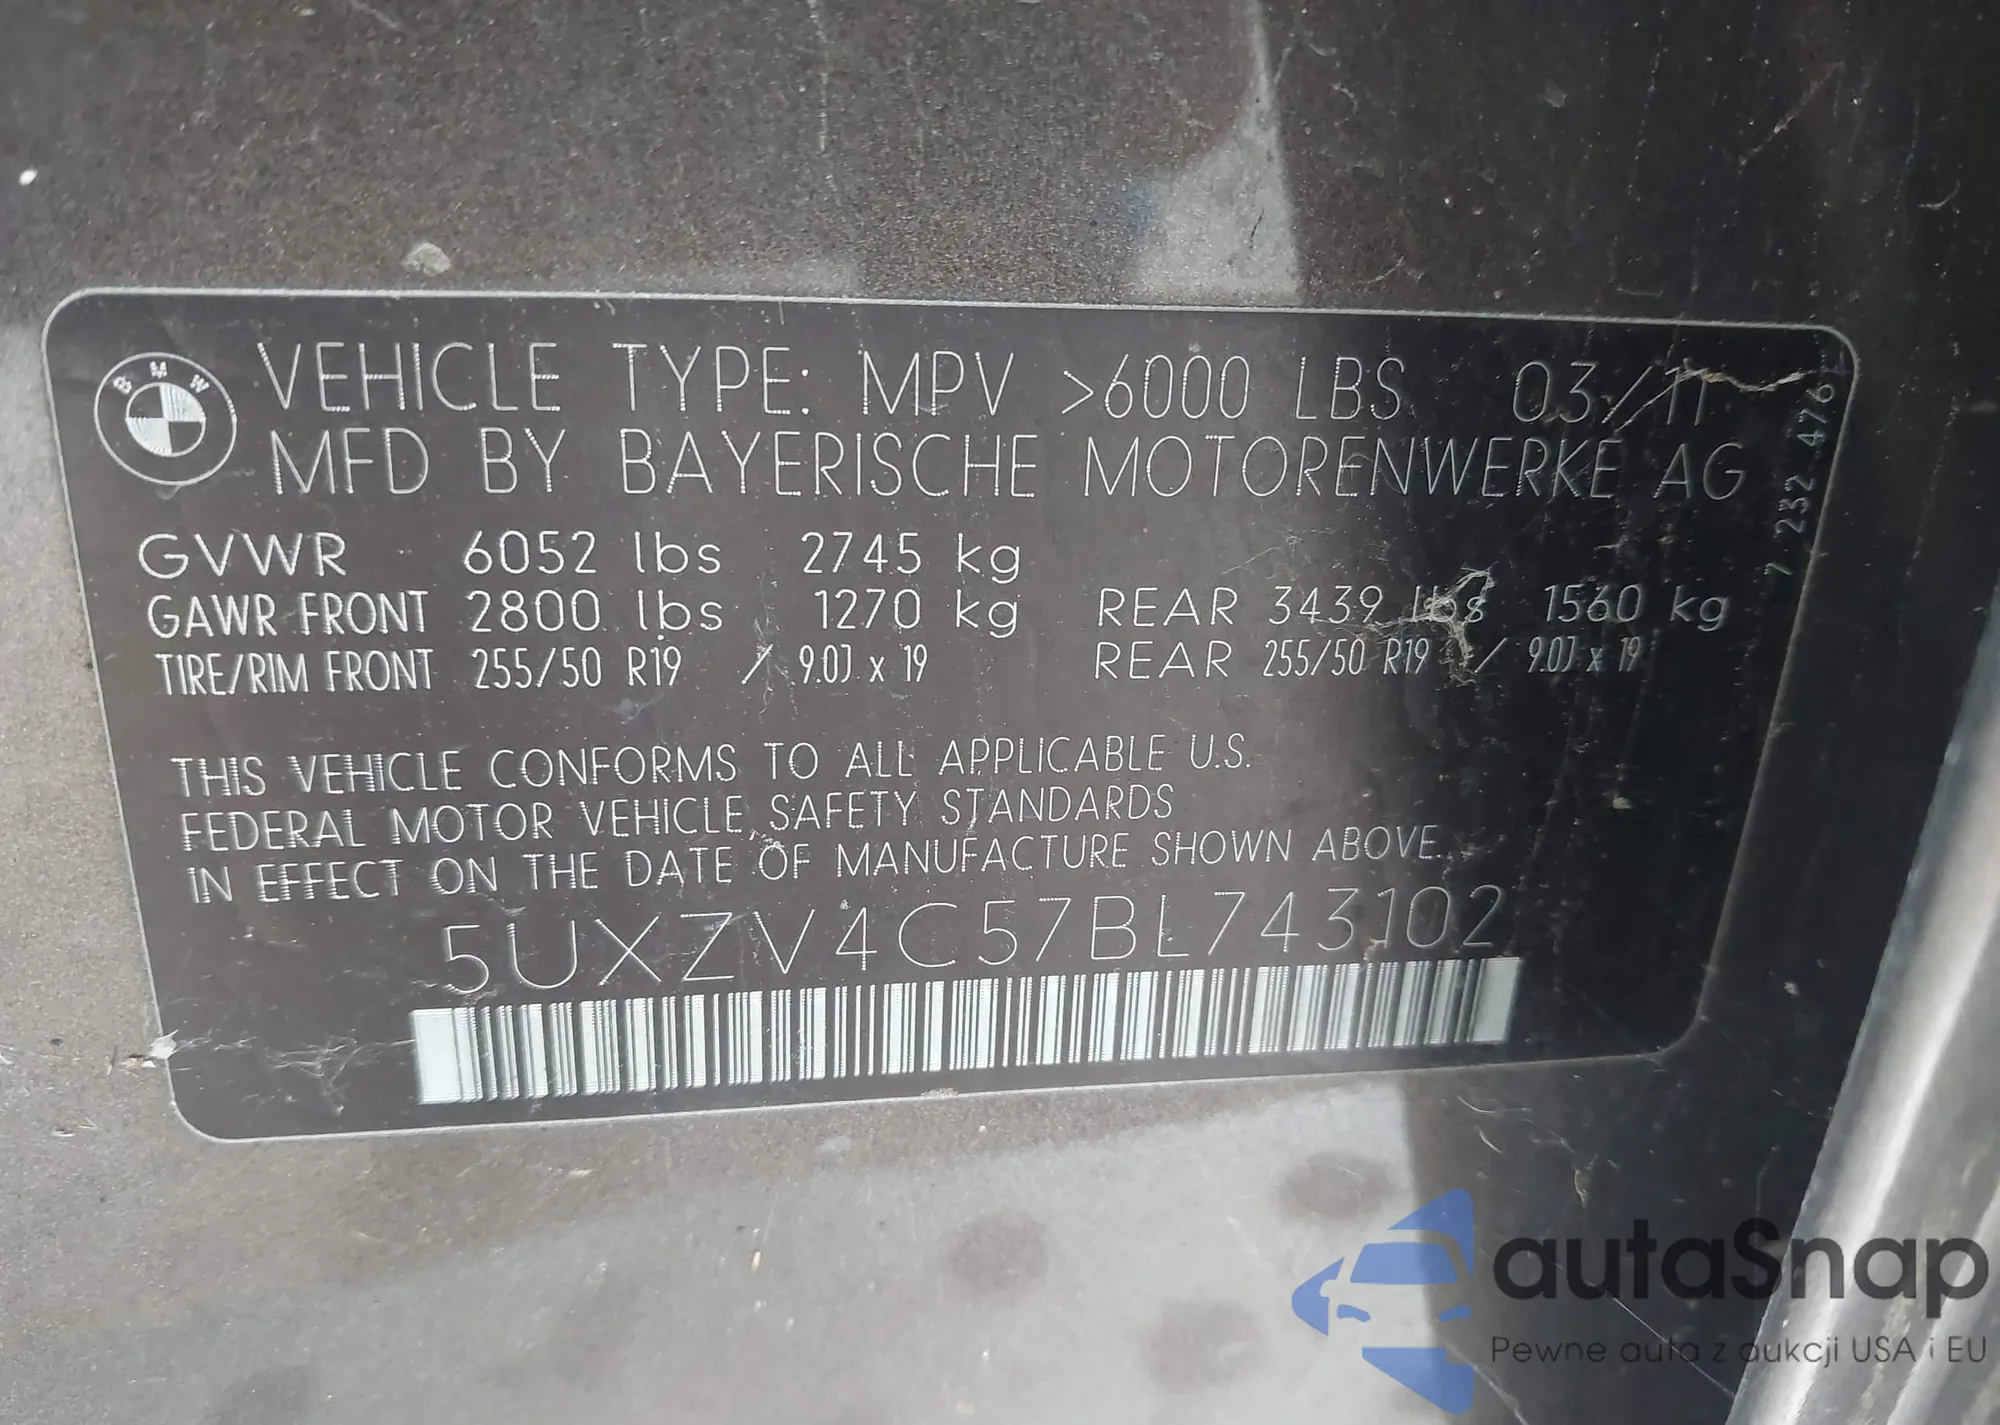 BMW
VEHICLE TYPE: MPV >6000 LBS 03/11
MFD BY BAYERISCHE MOTORENWERKE AG
GVWR 6052 lbs 2745 kg
GAWR FRONT 2800 lbs 1270 kg REAR 3439 lbs 1560 kg
TIRE/RIM FRONT 255/50 R19 / 9.0J x 19 REAR 255/50 R19 / 9.0J x 19
7 232 476
THIS VEHICLE CONFORMS TO ALL APPLICABLE U.S.
FEDERAL MOTOR VEHICLE SAFETY STANDARDS
IN EFFECT ON THE DATE OF MANUFACTURE SHOWN ABOVE.
5UXZV4C57BL743102
autaSnap
Pewne auta z aukcji USA i EU